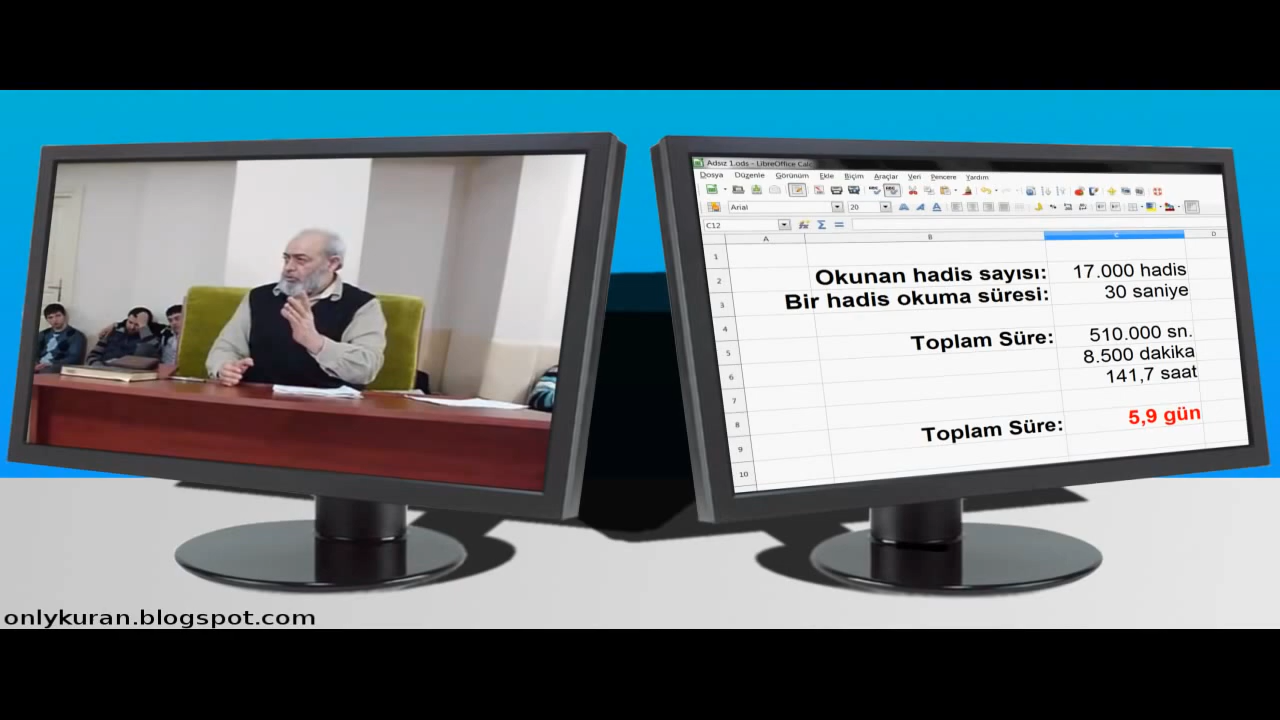 Adsız 1.ods - LibreOffice Calc
Dosya Düzenle Görünüm Ekle Biçim Araçlar Veri Pencere Yardım
Arial 20
C12
A B C D
1
2 Okunan hadis sayısı: 17.000 hadis
3 Bir hadis okuma süresi: 30 saniye
4
5 Toplam Süre: 510.000 sn.
6 8.500 dakika
7 141,7 saat
8
9 Toplam Süre: 5,9 gün
10
onlykuran.blogspot.com